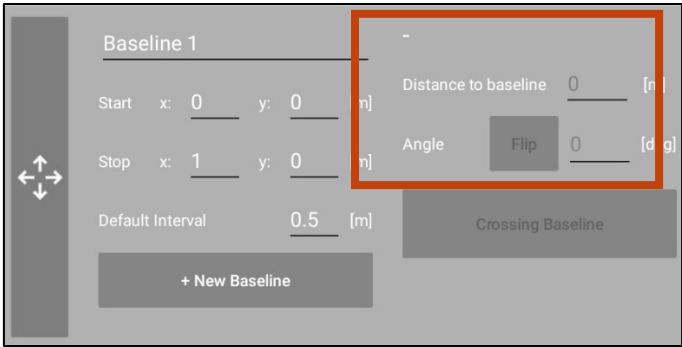 Baseline 1
-
Start x: 0 y: 0 [m]
Distance to baseline 0 [m]
Stop x: 1 y: 0 [m]
Angle Flip 0 [deg]
Default Interval 0.5 [m]
Crossing Baseline
+ New Baseline